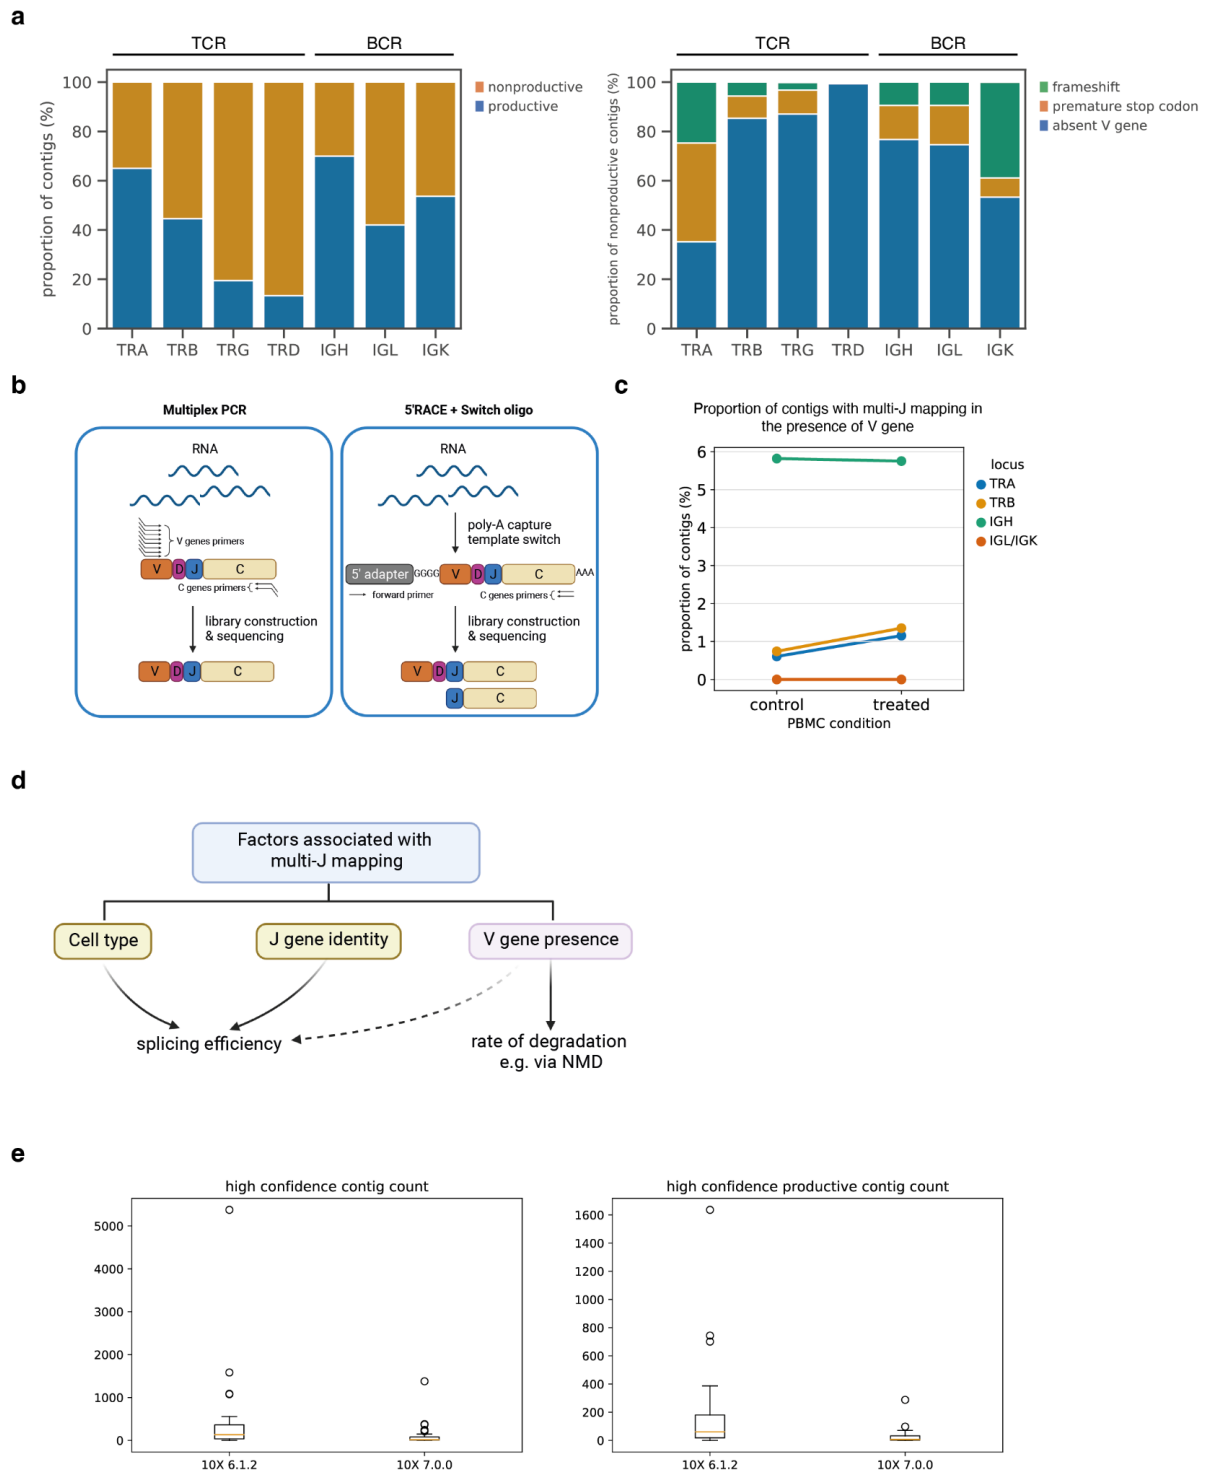 a
TCR
BCR
proportion of contigs (%)
100
80
60
40
20
0
TRA
TRB
TRG
TRD
IGH
IGL
IGK
nonproductive
productive
TCR
BCR
proportion of nonproductive contigs (%)
100
80
60
40
20
0
TRA
TRB
TRG
TRD
IGH
IGL
IGK
frameshift
premature stop codon
absent V gene
b
Multiplex PCR
RNA
V genes primers
V D J C
C genes primers
library construction
& sequencing
V D J C
5'RACE + Switch oligo
RNA
poly-A capture
template switch
5' adapter GGGG V D J C AAA
forward primer
C genes primers
library construction
& sequencing
V D J C
J C
c
Proportion of contigs with multi-J mapping in
the presence of V gene
proportion of contigs (%)
6
5
4
3
2
1
0
control
treated
PBMC condition
locus
TRA
TRB
IGH
IGL/IGK
d
Factors associated with
multi-J mapping
Cell type
J gene identity
V gene presence
splicing efficiency
rate of degradation
e.g. via NMD
e
high confidence contig count
5000
4000
3000
2000
1000
0
10X 6.1.2
10X 7.0.0
high confidence productive contig count
1600
1400
1200
1000
800
600
400
200
0
10X 6.1.2
10X 7.0.0